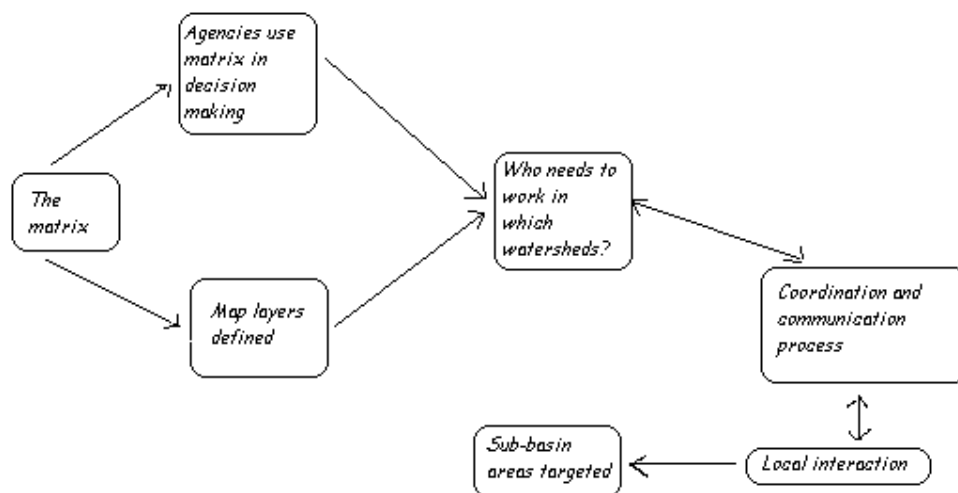 Agencies use
matrix in
decision
making
The
matrix
Who needs to
work in
which
watersheds?
Map layers
defined
Coordination and
communication
process
Sub-basin
areas targeted
Local interaction